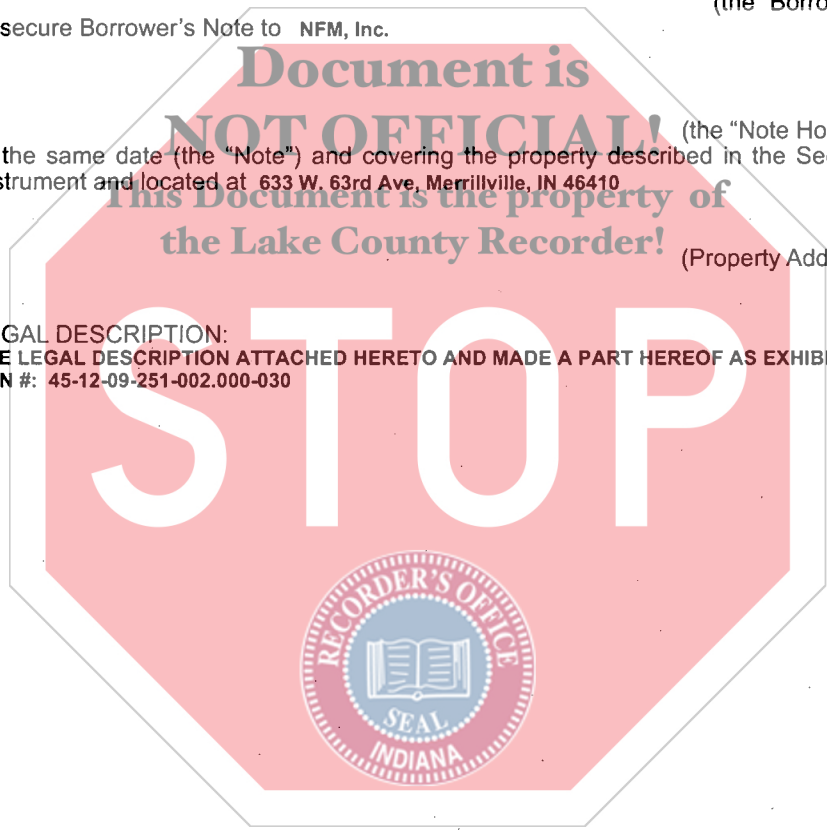 (the "Borro
secure Borrower's Note to NFM, Inc.
Document is
NOT OFFICIAL!
(the "Note Ho
the same date (the "Note") and covering the property described in the Se
strument and located at 633 W. 63rd Ave, Merrillville, IN 46410
This Document is the property of
the Lake County Recorder!
(Property Add
GAL DESCRIPTION:
E LEGAL DESCRIPTION ATTACHED HERETO AND MADE A PART HEREOF AS EXHIB
N #: 45-12-09-251-002.000-030
STOP
RECORDER'S OFFICE
SEAL
INDIANA